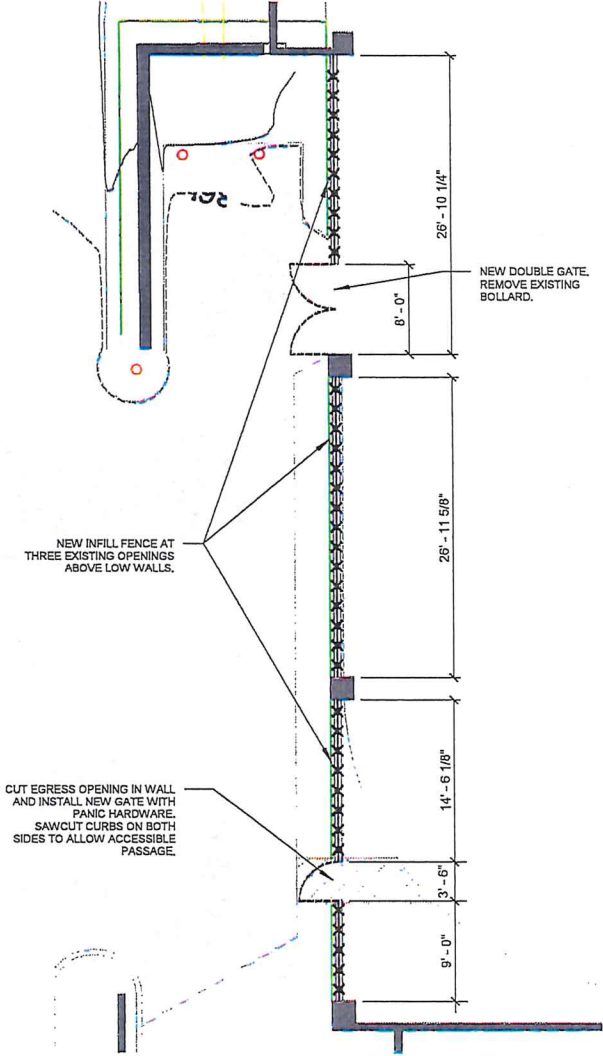 26' - 10 1/4"
NEW DOUBLE GATE.
REMOVE EXISTING
BOLLARD.
8' - 0"
26' - 11 5/8"
NEW INFILL FENCE AT
THREE EXISTING OPENINGS
ABOVE LOW WALLS.
14' - 6 1/8"
CUT EGRESS OPENING IN WALL
AND INSTALL NEW GATE WITH
PANIC HARDWARE.
SAWCUT CURBS ON BOTH
SIDES TO ALLOW ACCESSIBLE
PASSAGE.
3' - 6"
9' - 0"